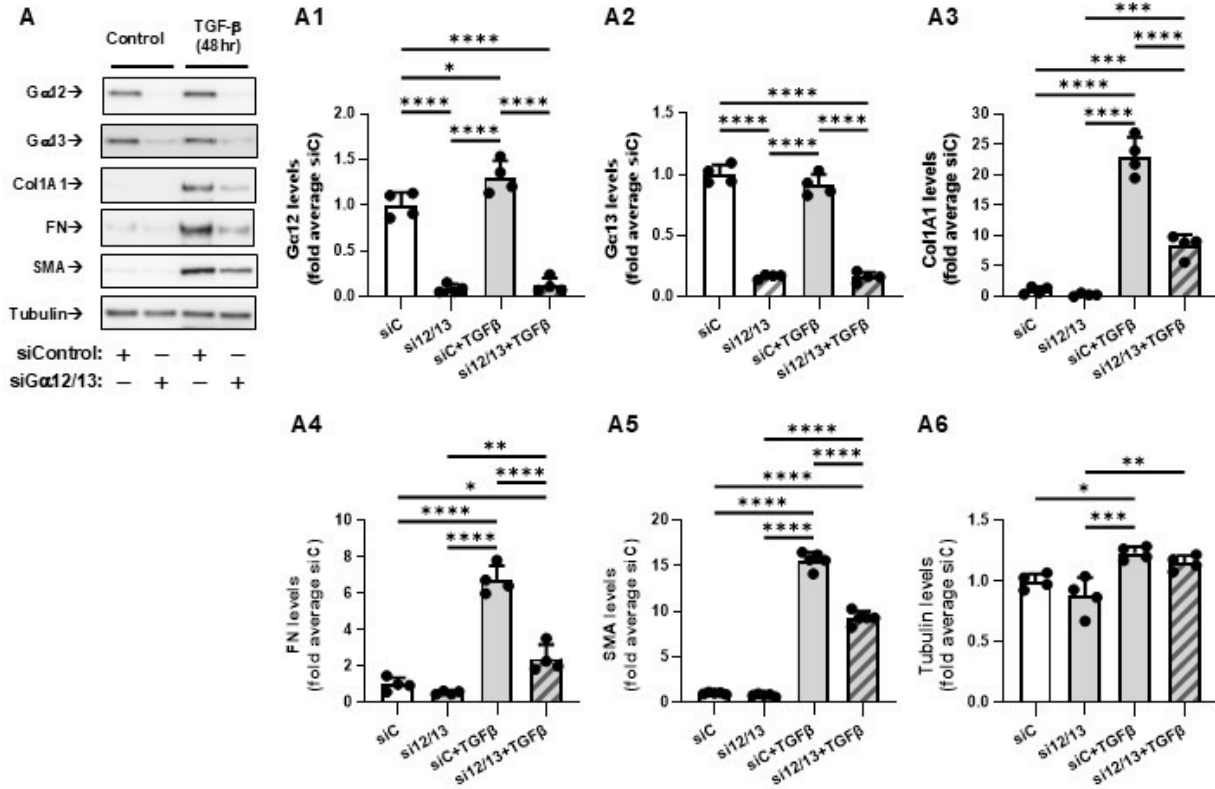 A
Control
TGF-β
(48hr)
Gα12→
Gα13→
Col1A1→
FN→
SMA→
Tubulin→
siControl: + – + –
siGα12/13: – + – +
A1
****
*
**** ****
****
Gα12 levels
(fold average siC)
2.0
1.5
1.0
0.5
0.0
siC
si12/13
siC+TGFβ
si12/13+TGFβ
A2
****
**** ****
****
Gα13 levels
(fold average siC)
1.5
1.0
0.5
0.0
siC
si12/13
siC+TGFβ
si12/13+TGFβ
A3
***
****
***
****
****
Col1A1 levels
(fold average siC)
30
25
20
15
10
5
0
siC
si12/13
siC+TGFβ
si12/13+TGFβ
A4
**
****
*
****
****
FN levels
(fold average siC)
10
8
6
4
2
0
siC
si12/13
siC+TGFβ
si12/13+TGFβ
A5
****
****
****
****
****
SMA levels
(fold average siC)
20
15
10
5
0
siC
si12/13
siC+TGFβ
si12/13+TGFβ
A6
**
*
***
Tubulin levels
(fold average siC)
1.5
1.0
0.5
0.0
siC
si12/13
siC+TGFβ
si12/13+TGFβ